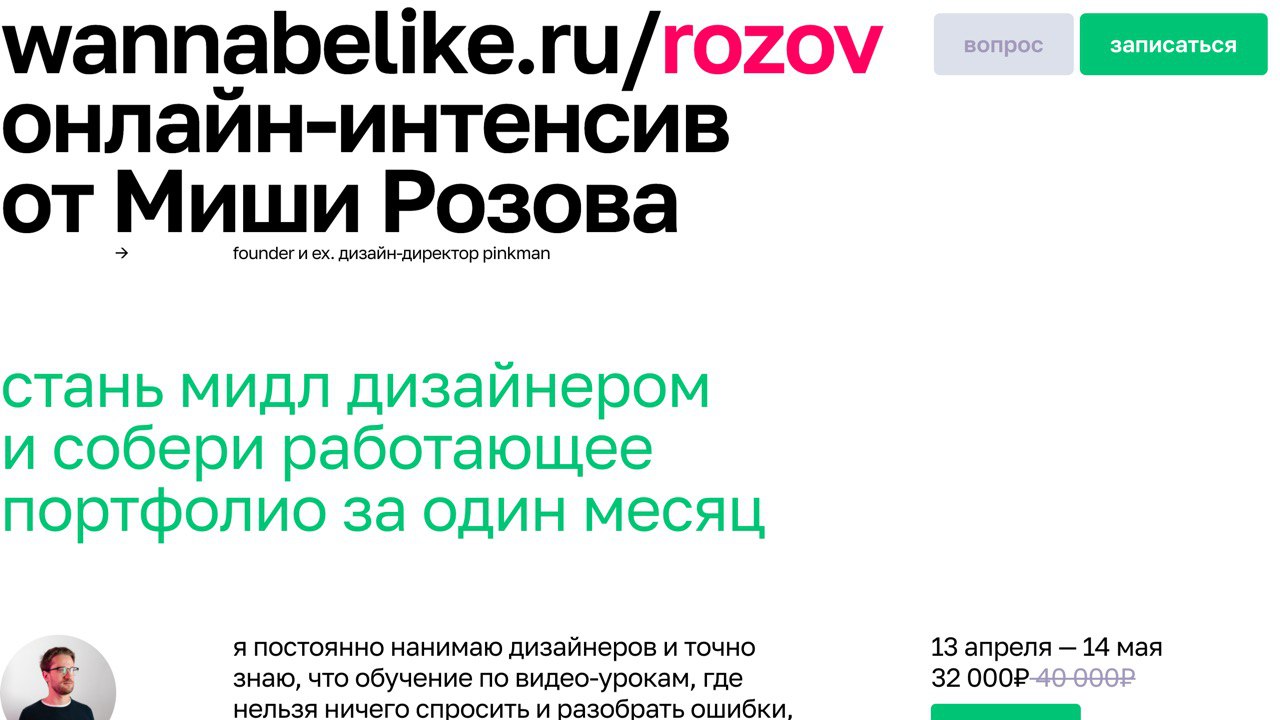 wannabelike.ru/rozov
вопрос
записаться
онлайн-интенсив
от Миши Розова
→ founder и ex. дизайн-директор pinkman
стань мидл дизайнером
и собери работающее
портфолио за один месяц
я постоянно нанимаю дизайнеров и точно
знаю, что обучение по видео-урокам, где
нельзя ничего спросить и разобрать ошибки,
13 апреля — 14 мая
32 000₽ 40 000₽